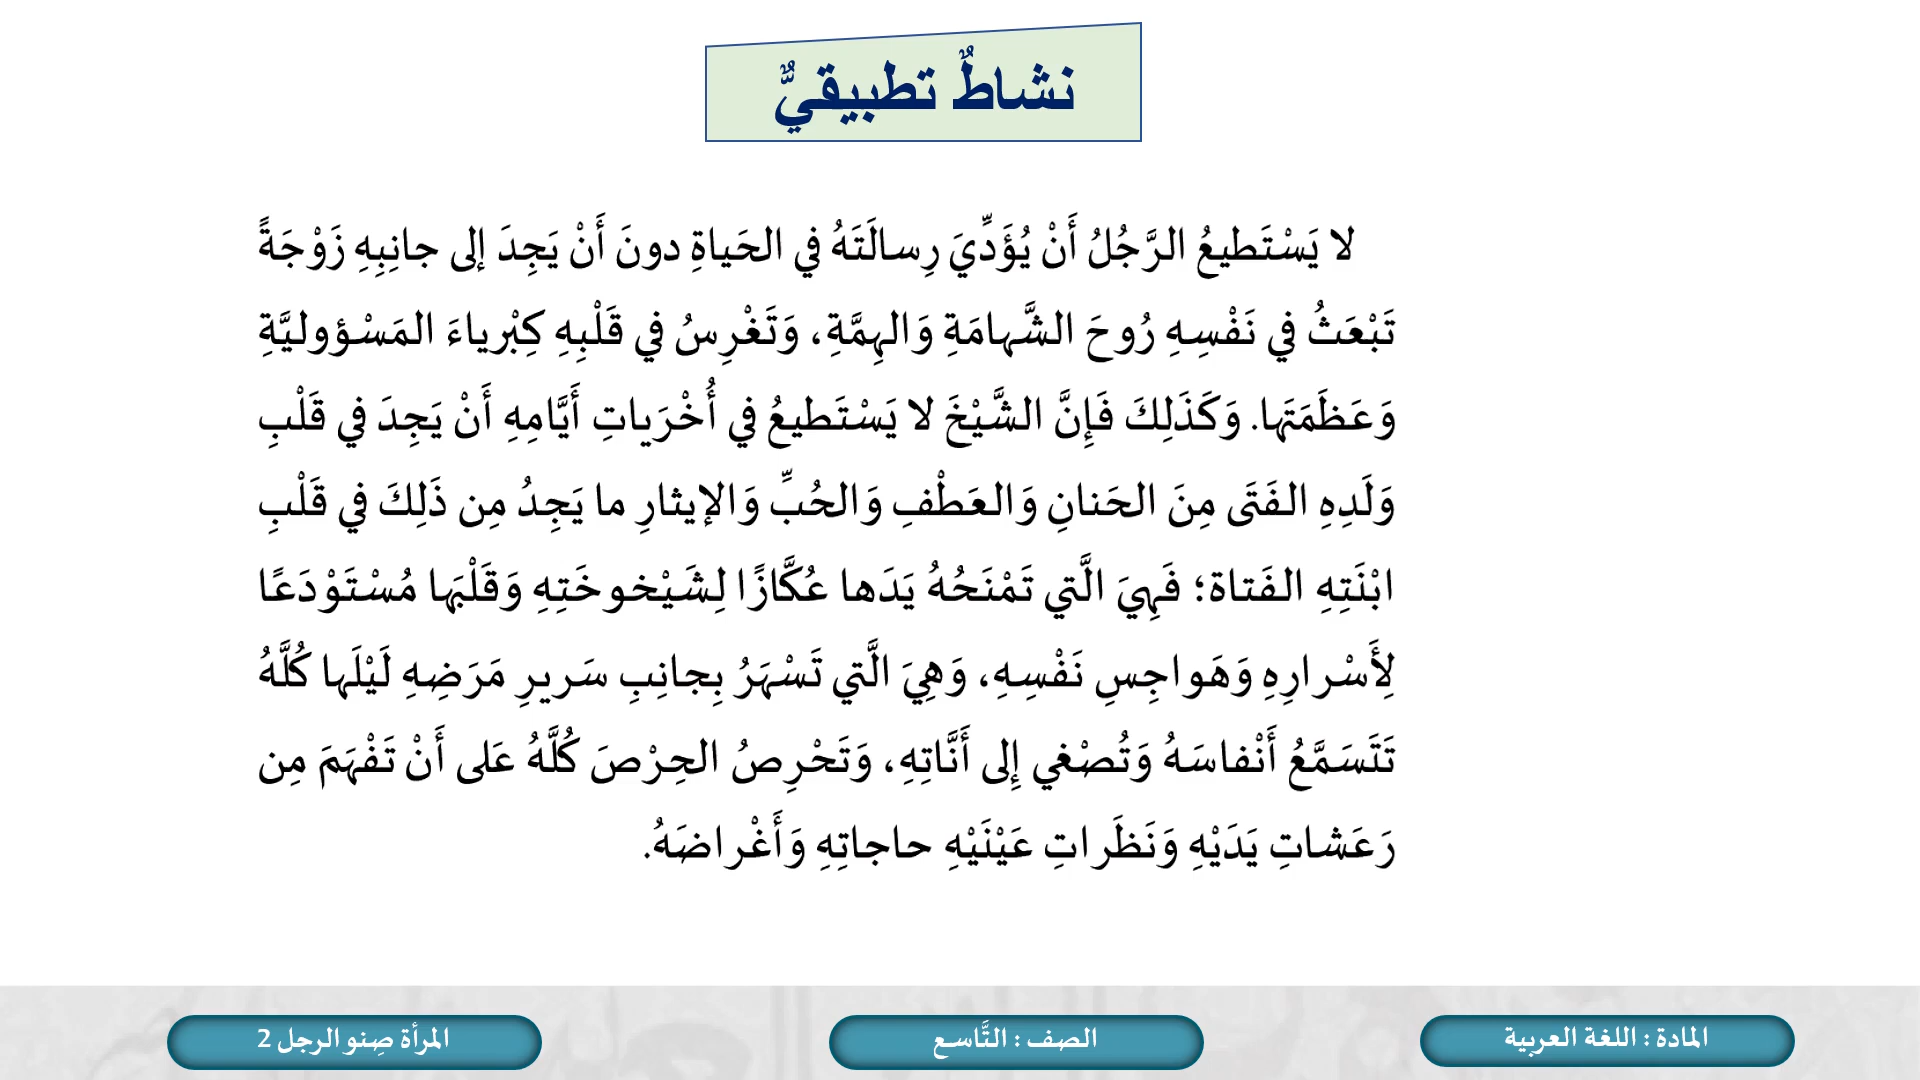 نشاطٌ تطبيقيٌّ
لا يَسْتَطيعُ الرَّجُلُ أَنْ يُؤَدِّيَ رِسالَتَهُ في الحَياةِ دونَ أَنْ يَجِدَ إلى جانِبِهِ زَوْجَةً
تَبْعَثُ في نَفْسِهِ رُوحَ الشَّهامَةِ وَالهِمَّةِ، وَتَغْرِسُ في قَلْبِهِ كِبْرياءَ المَسْؤوليَّةِ
وَعَظَمَتَها. وَكَذَلِكَ فَإِنَّ الشَّيْخَ لا يَسْتَطيعُ في أُخْرَياتِ أَيَّامِهِ أَنْ يَجِدَ في قَلْبِ
وَلَدِهِ الفَتَى مِنَ الحَنانِ وَالعَطْفِ وَالحُبِّ وَالإيثارِ ما يَجِدُ مِن ذَلِكَ في قَلْبِ
ابْنَتِهِ الفَتاة؛ فَهِيَ الَّتي تَمْنَحُهُ يَدَها عُكَّازًا لِشَيْخوخَتِهِ وَقَلْبَها مُسْتَوْدَعًا
لِأَسْرارِهِ وَهَواجِسِ نَفْسِهِ، وَهِيَ الَّتي تَسْهَرُ بِجانِبِ سَريرِ مَرَضِهِ لَيْلَها كُلَّهُ
تَتَسَمَّعُ أَنْفاسَهُ وَتُصْغي إِلى أَنَّاتِهِ، وَتَحْرِصُ الحِرْصَ كُلَّهُ عَلى أَنْ تَفْهَمَ مِن
رَعَشاتِ يَدَيْهِ وَنَظَراتِ عَيْنَيْهِ حاجاتِهِ وَأَغْراضَهُ.
المادة : اللغة العربية
الصف : التَّاسع
المرأة صِنو الرجل 2